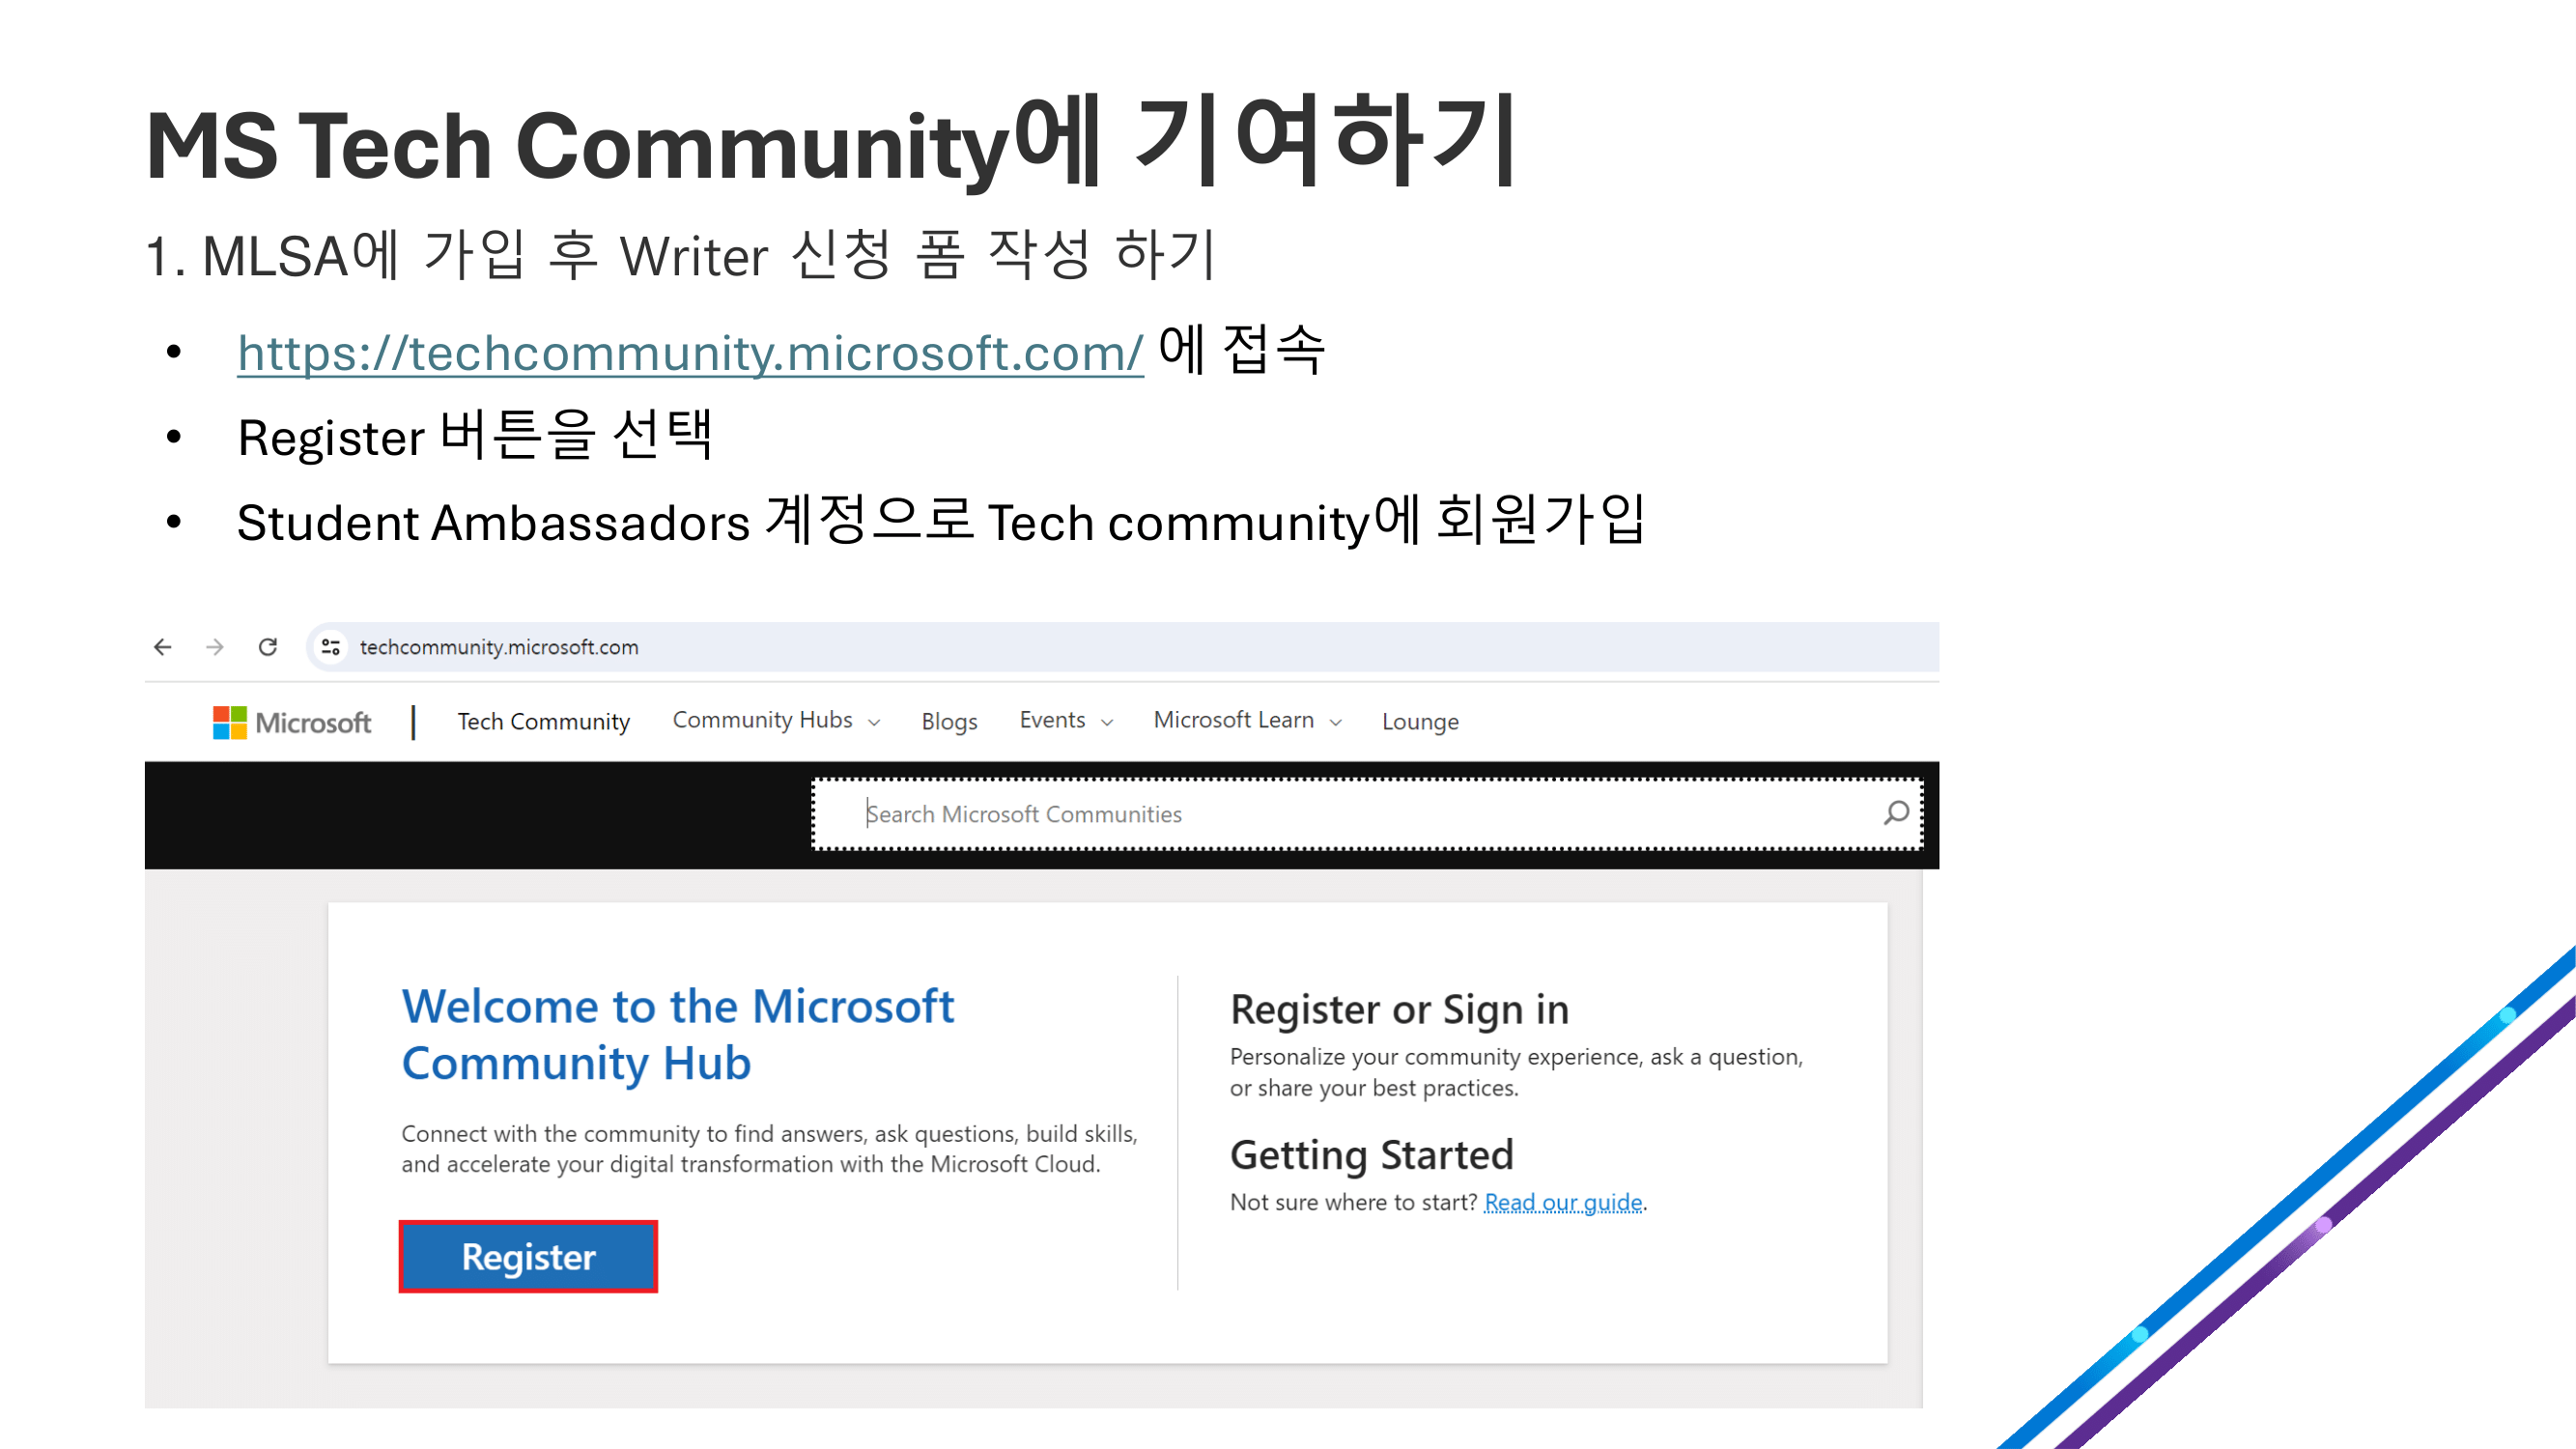 MS Tech Community에 기여하기
1. MLSA에 가입 후 Writer 신청 폼 작성 하기
• https://techcommunity.microsoft.com/ 에 접속
• Register 버튼을 선택
• Student Ambassadors 계정으로 Tech community에 회원가입
techcommunity.microsoft.com
Microsoft | Tech Community Community Hubs Blogs Events Microsoft Learn Lounge
Search Microsoft Communities
Welcome to the Microsoft
Community Hub
Connect with the community to find answers, ask questions, build skills,
and accelerate your digital transformation with the Microsoft Cloud.
Register
Register or Sign in
Personalize your community experience, ask a question,
or share your best practices.
Getting Started
Not sure where to start? Read our guide.